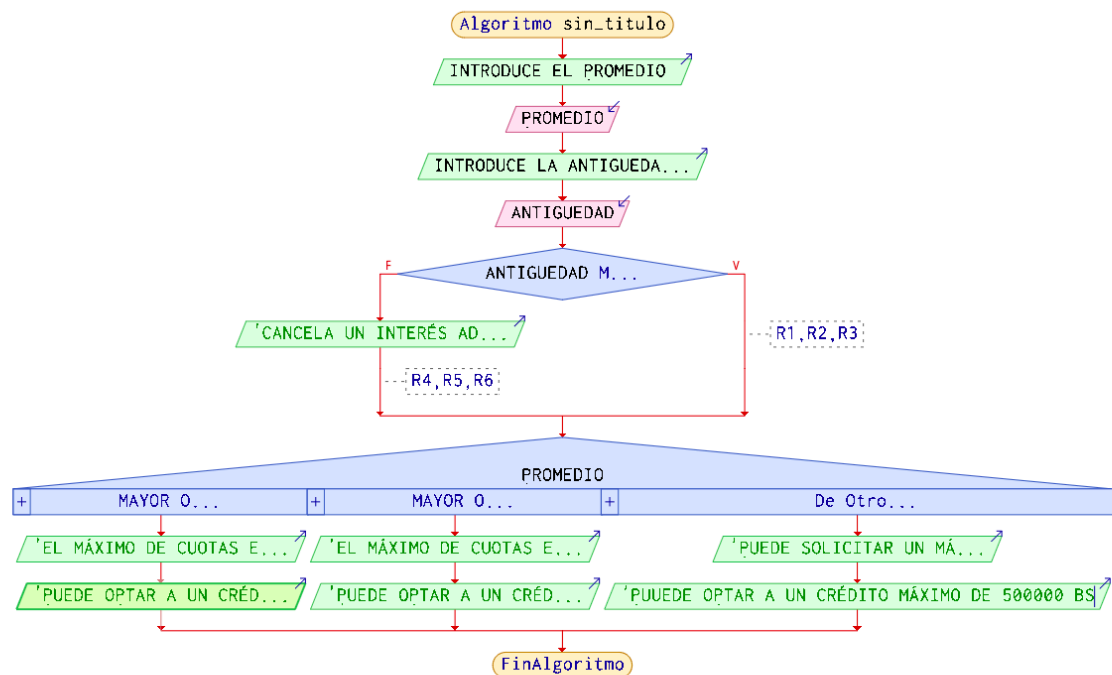 Algoritmo sin_titulo
INTRODUCE EL PROMEDIO
PROMEDIO
INTRODUCE LA ANTIGUEDA...
ANTIGUEDAD
F
ANTIGUEDAD M...
V
'CANCELA UN INTERÉS AD...
R1,R2,R3
R4,R5,R6
PROMEDIO
+ MAYOR O... + MAYOR O... + De Otro...
'EL MÁXIMO DE CUOTAS E... 'EL MÁXIMO DE CUOTAS E... 'PUEDE SOLICITAR UN MÁ...
'PUEDE OPTAR A UN CRÉD... 'PUEDE OPTAR A UN CRÉD... 'PUUEDE OPTAR A UN CRÉDITO MÁXIMO DE 500000 BS
FinAlgoritmo